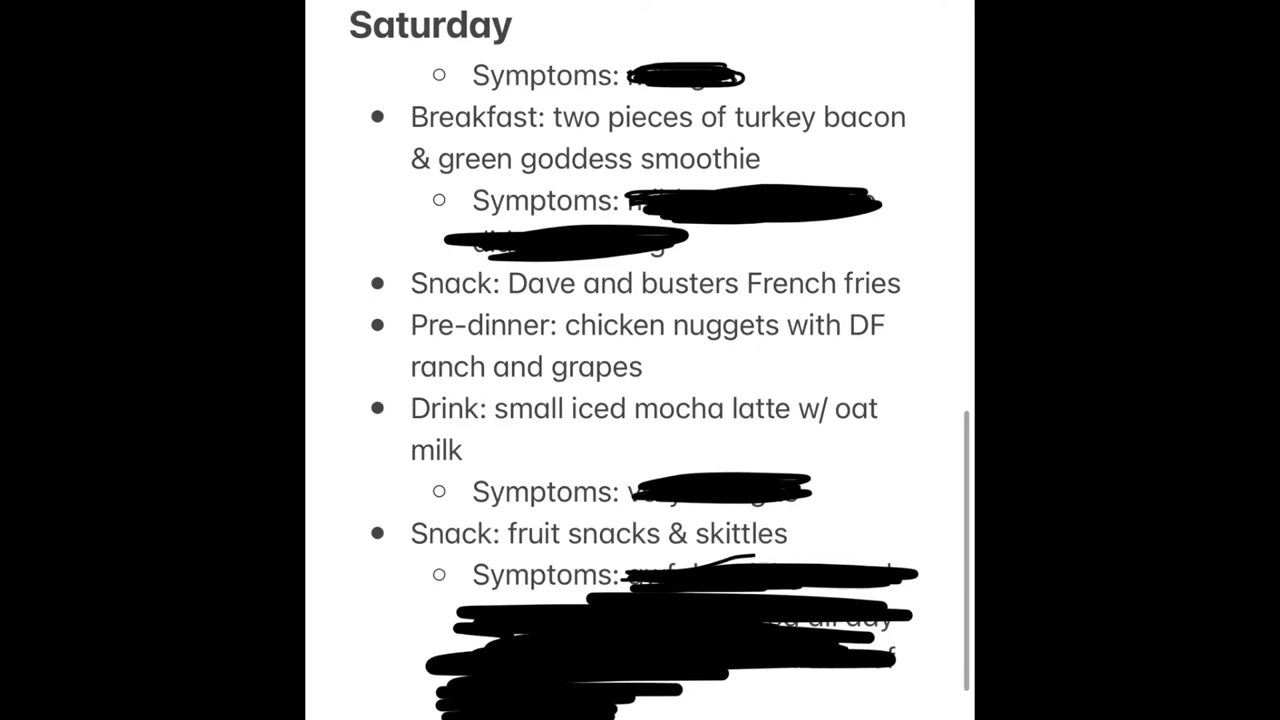 Saturday
Symptoms:
Breakfast: two pieces of turkey bacon
& green goddess smoothie
Symptoms:
Snack: Dave and busters French fries
Pre-dinner: chicken nuggets with DF
ranch and grapes
Drink: small iced mocha latte w/ oat
milk
Symptoms:
Snack: fruit snacks & skittles
Symptoms:
all day